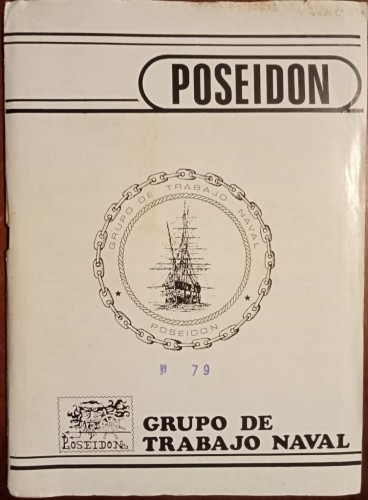 POSEIDON
GRUPO DE TRABAJO NAVAL
POSEIDON
Nº 79
POSEIDON
GRUPO DE
TRABAJO NAVAL